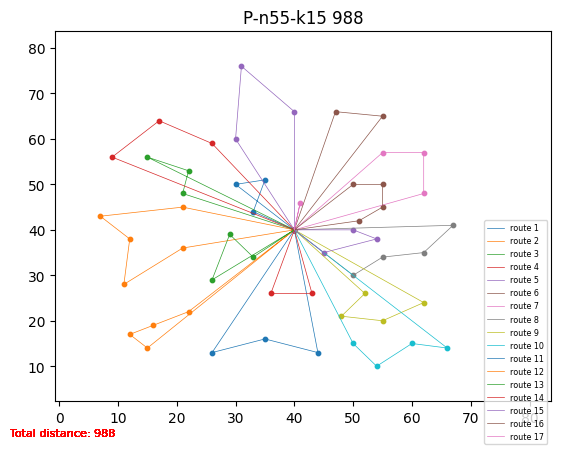 P-n55-k15 988
80
70
60
50
40
30
20
10
0 10 20 30 40 50 60 70 80
route 1
route 2
route 3
route 4
route 5
route 6
route 7
route 8
route 9
route 10
route 11
route 12
route 13
route 14
route 15
route 16
route 17
Total distance: 988